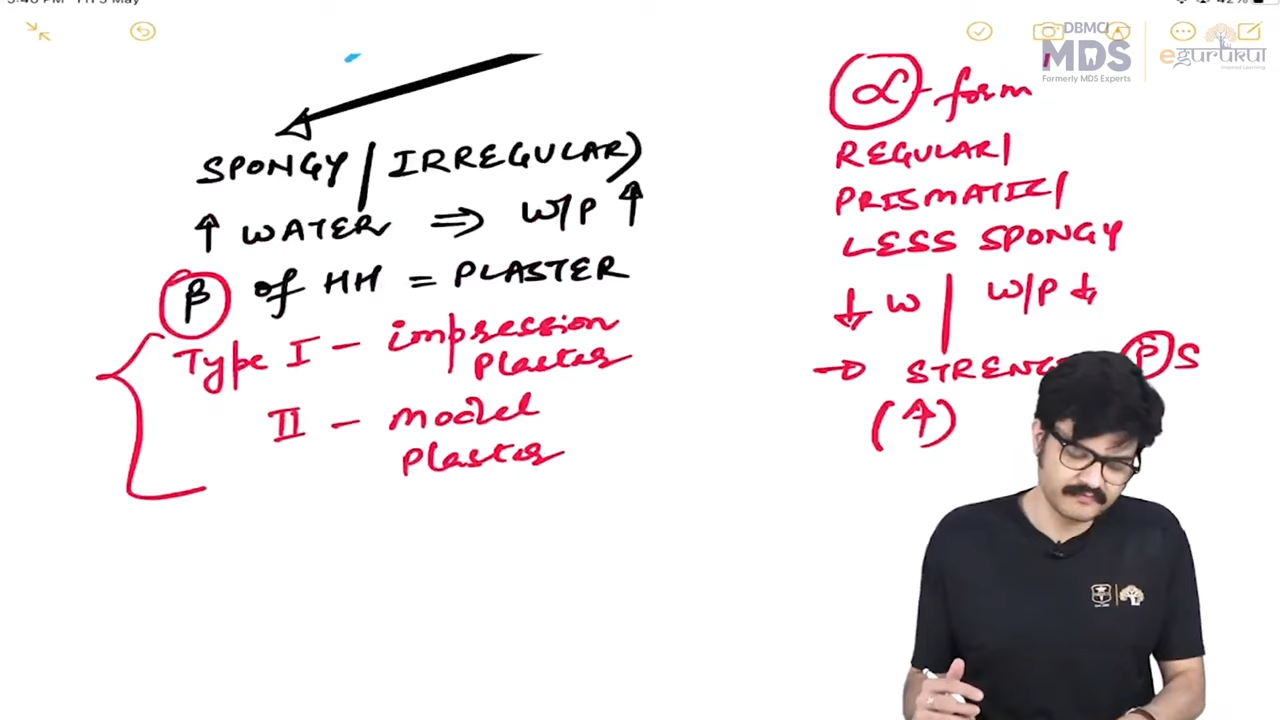 DBMCI
MDS
Formerly MDS Experts
egurukul
SPONGY / IRREGULAR)
↑ WATER ⇒ W/P ↑
β of HH = PLASTER
Type I - impression
plaster
II - model
plaster
α - form
REGULAR/
PRISMATIC/
LESS SPONGY
↓ W | W/P ↓
→ P S
(↑)